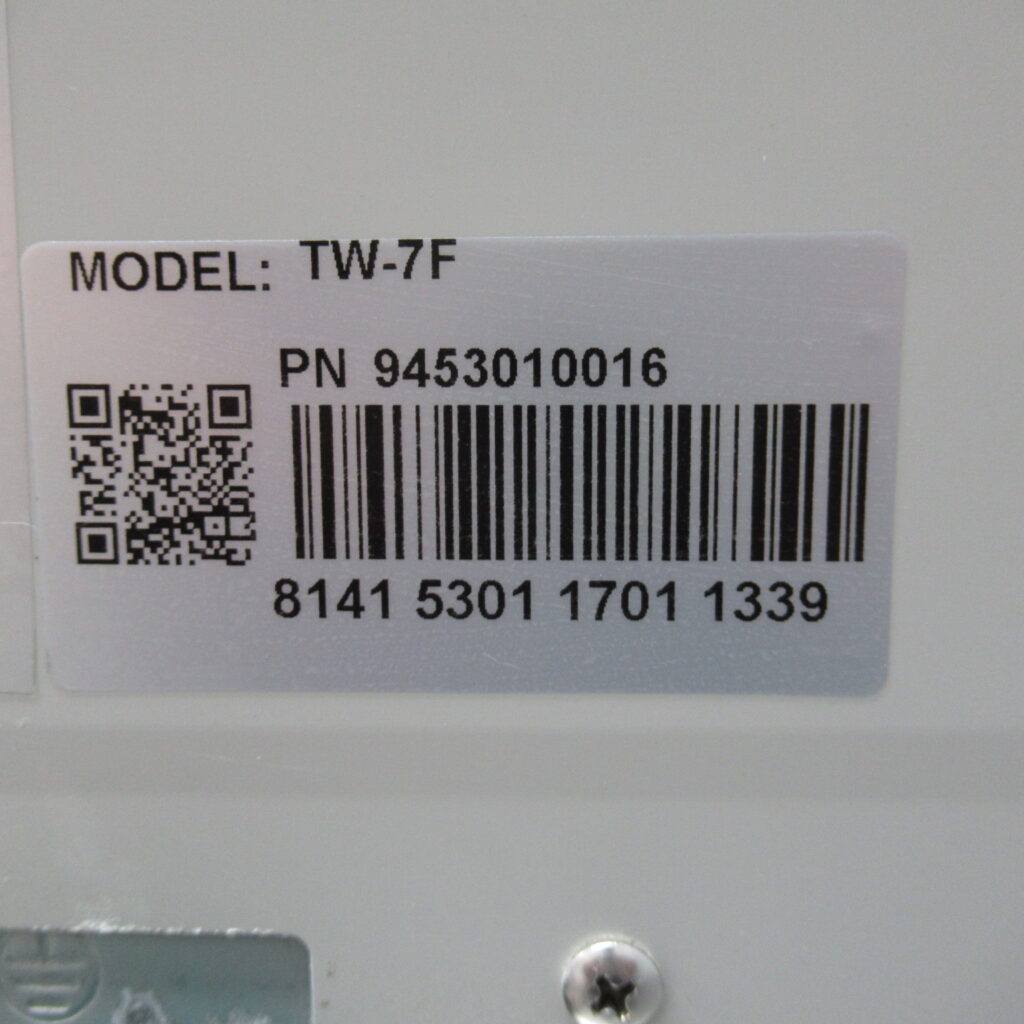 MODEL: TW-7F
PN 9453010016
8141 5301 1701 1339